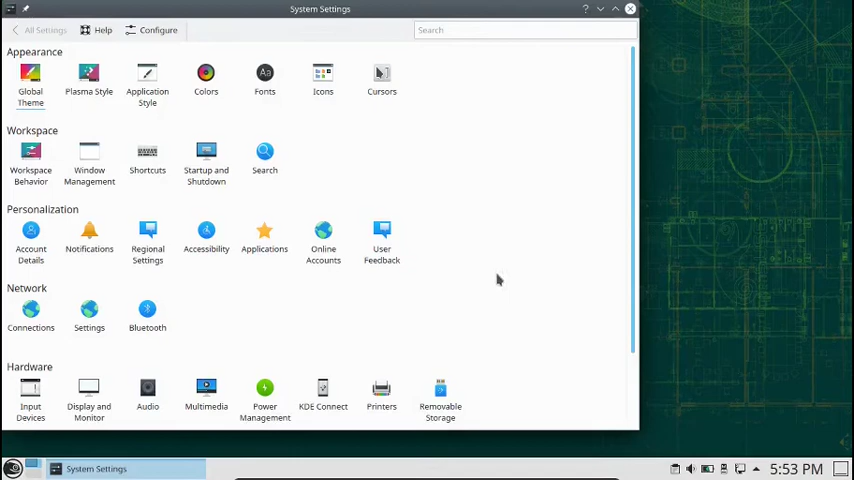 System Settings
All Settings Help Configure Search
Appearance
Global Theme Plasma Style Application Style Colors Fonts Icons Cursors
Workspace
Workspace Behavior Window Management Shortcuts Startup and Shutdown Search
Personalization
Account Details Notifications Regional Settings Accessibility Applications Online Accounts User Feedback
Network
Connections Settings Bluetooth
Hardware
Input Devices Display and Monitor Audio Multimedia Power Management KDE Connect Printers Removable Storage
System Settings 5:53 PM